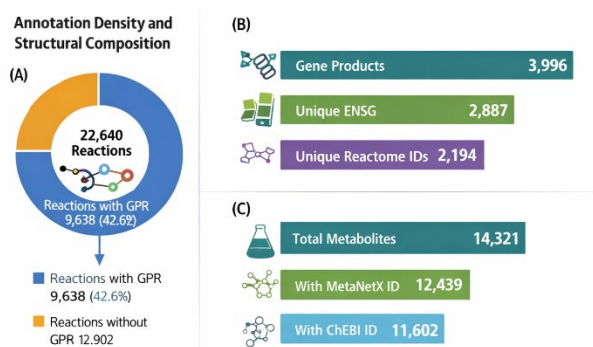 Annotation Density and
Structural Composition
(A)
22,640
Reactions
Reactions with GPR
9,638 (42.6%)
Reactions with GPR
9,638 (42.6%)
Reactions without
GPR 12.902
(B)
Gene Products 3,996
Unique ENSG 2,887
Unique Reactome IDs 2,194
(C)
Total Metabolites 14,321
With MetaNetX ID 12,439
With ChEBI ID 11,602